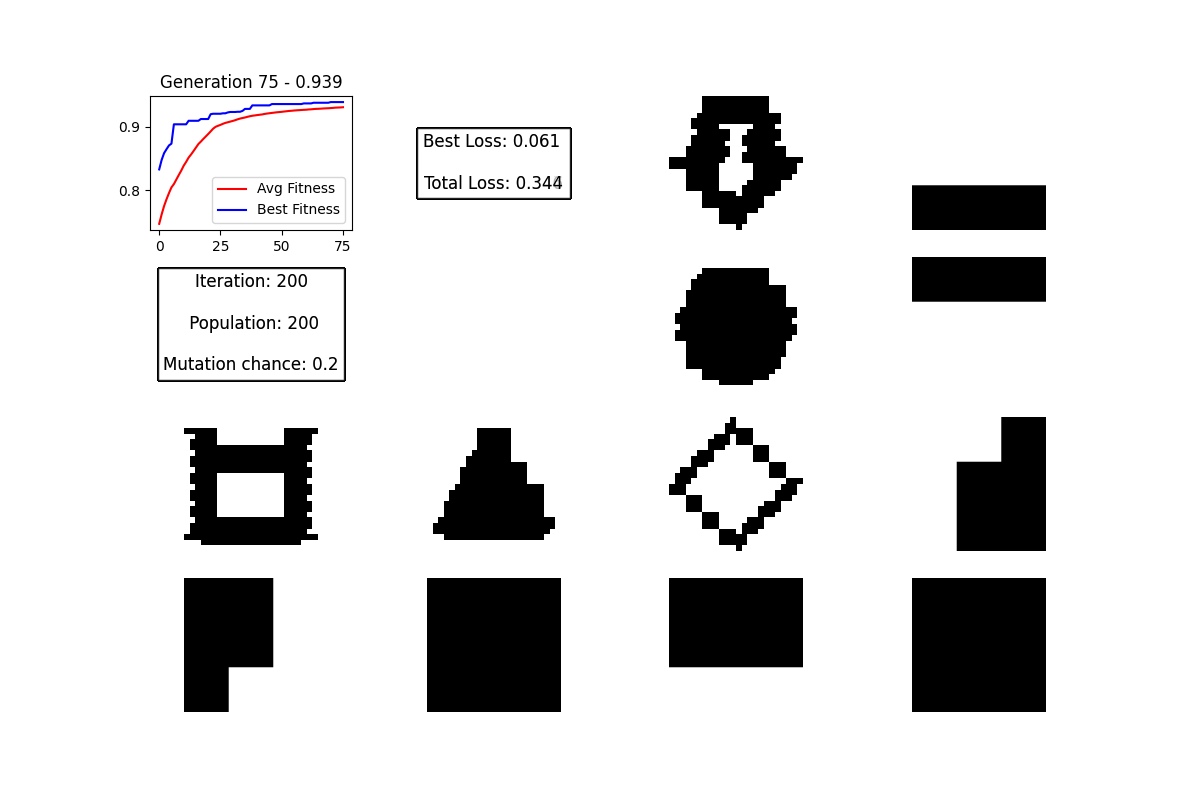 Generation 75 - 0.939
0.9
0.8
Avg Fitness
Best Fitness
0 25 50 75
Best Loss: 0.061
Total Loss: 0.344
Iteration: 200
Population: 200
Mutation chance: 0.2